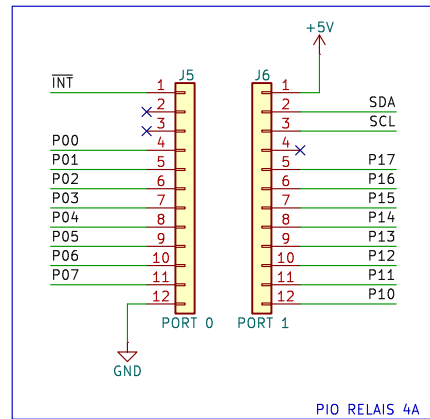 +5V
J5 J6
INT 1 1
2 2 SDA
3 3 SCL
P00 4 4
P01 5 5 P17
P02 6 6 P16
P03 7 7 P15
P04 8 8 P14
P05 9 9 P13
P06 10 10 P12
P07 11 11 P11
12 12 P10
PORT 0 PORT 1
GND
PIO RELAIS 4A